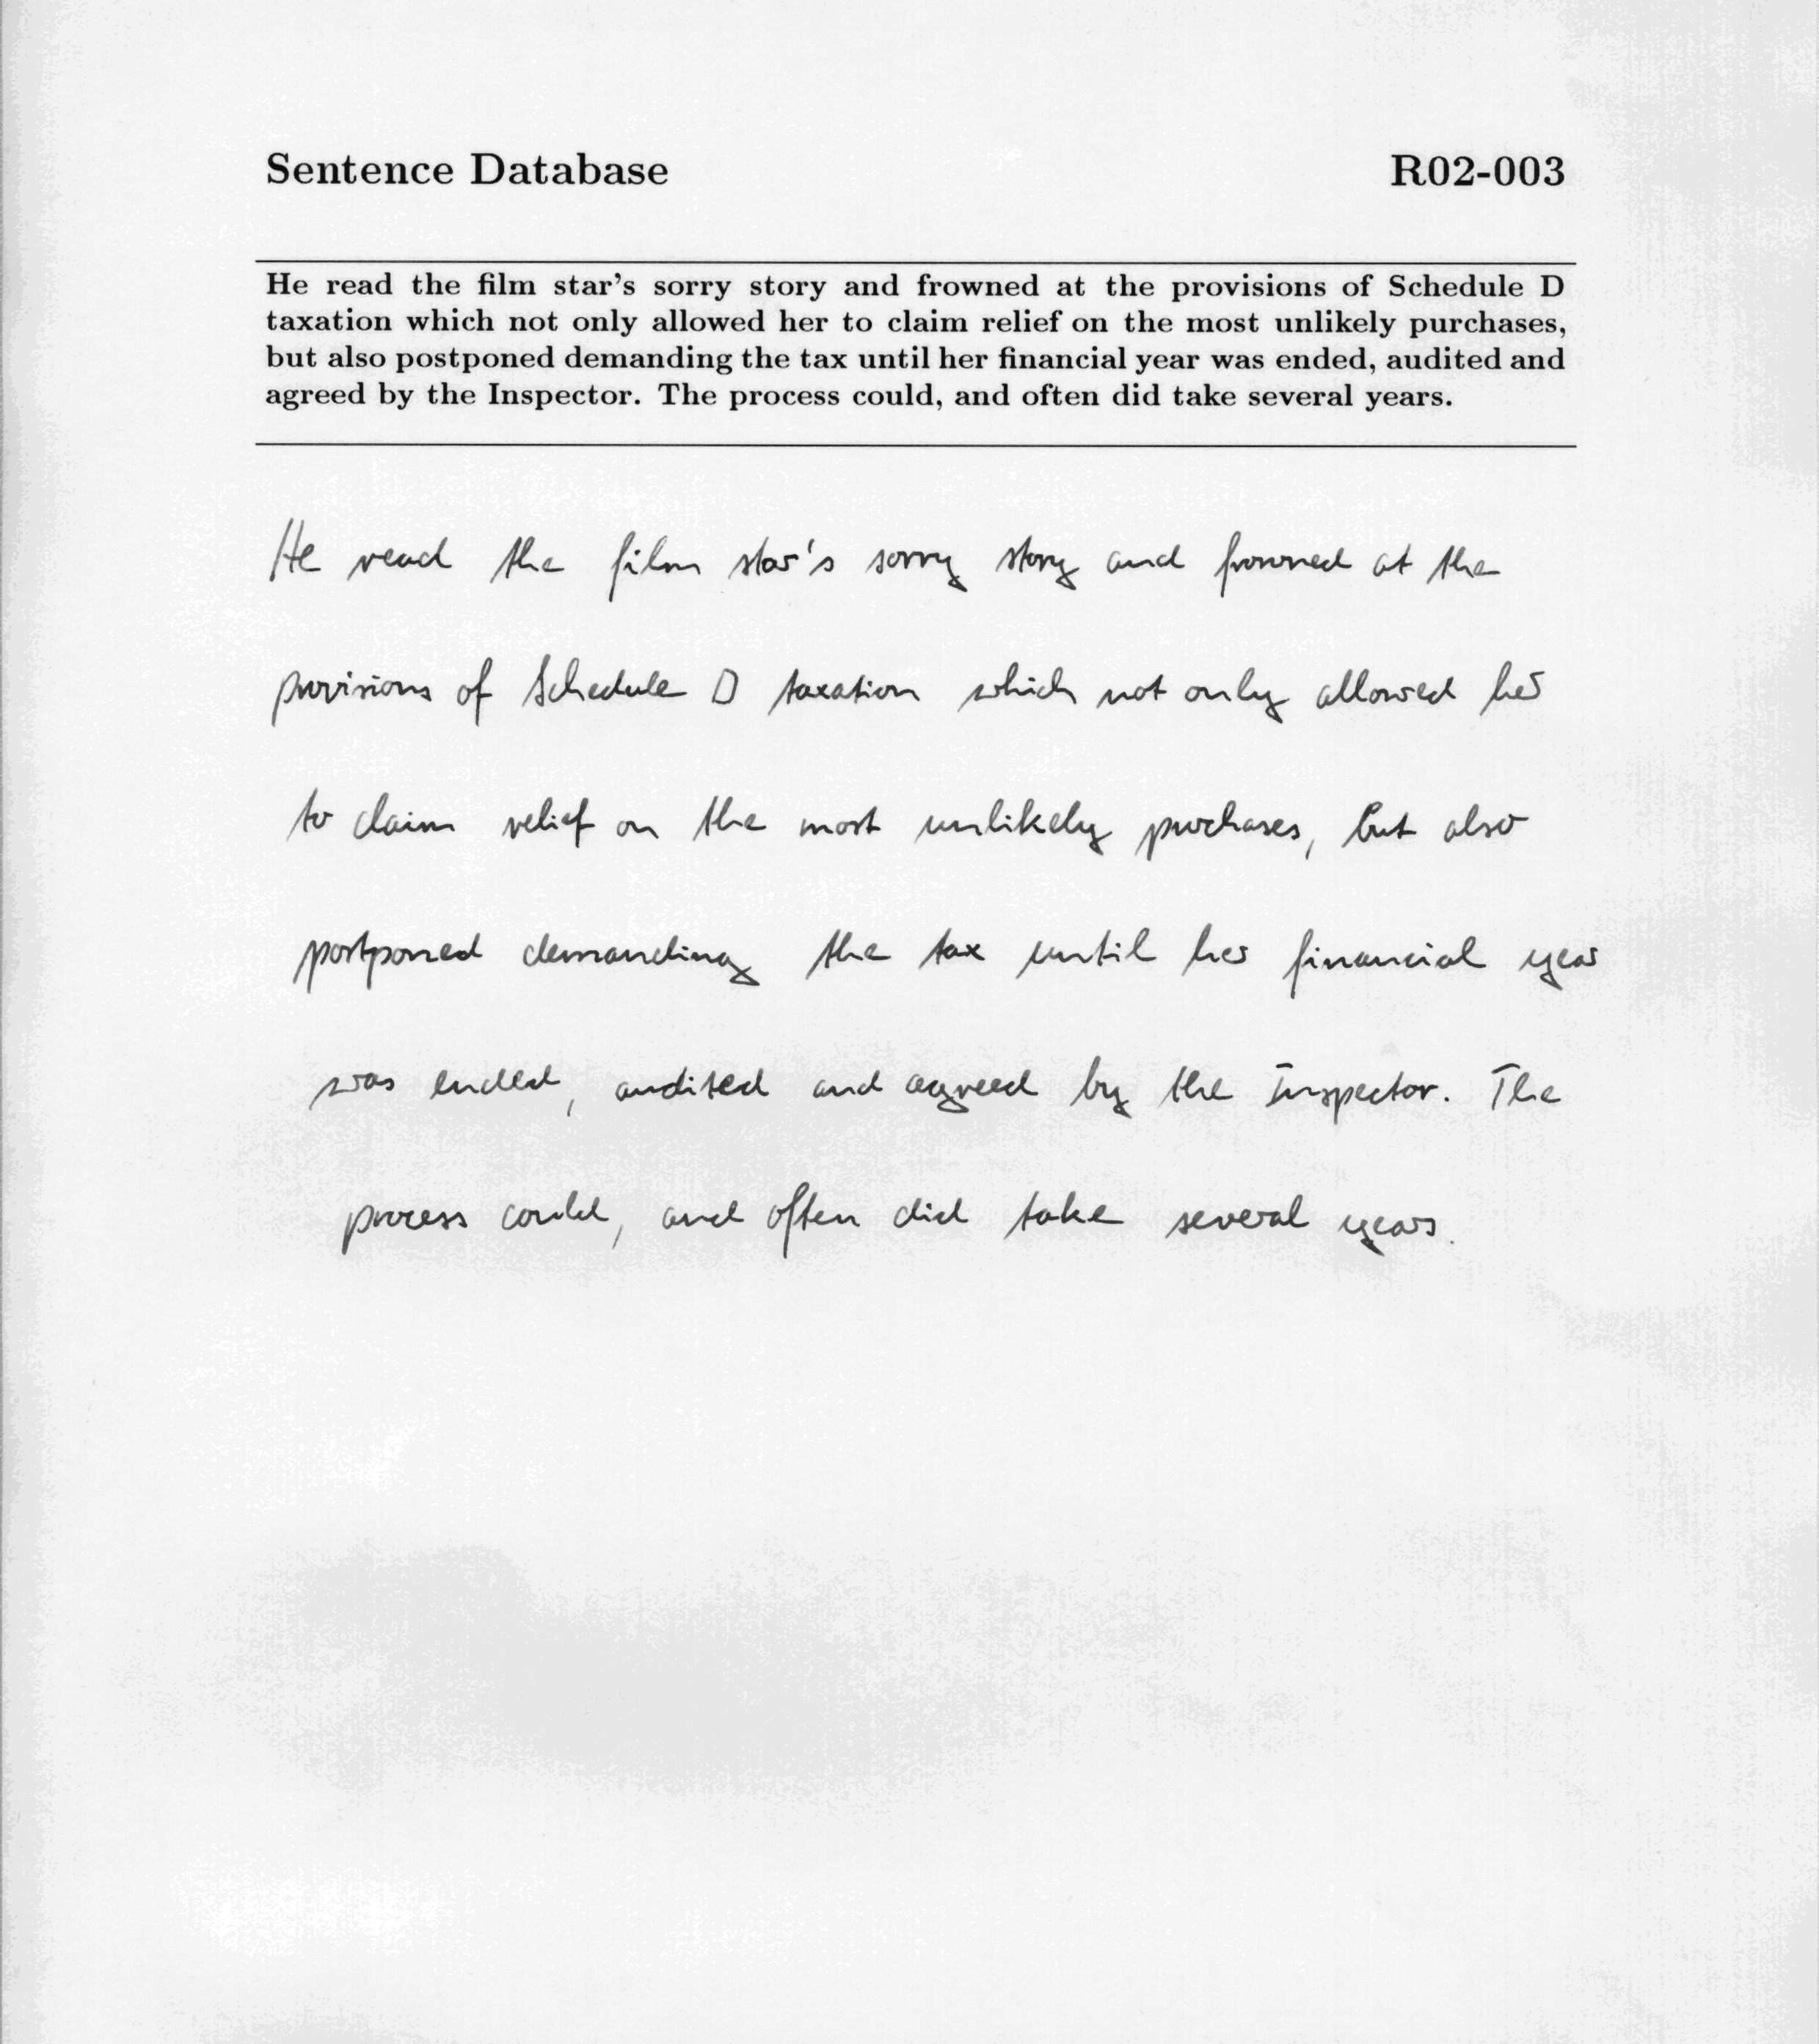 Sentence Database R02-003
He read the film star's sorry story and frowned at the provisions of Schedule D
taxation which not only allowed her to claim relief on the most unlikely purchases,
but also postponed demanding the tax until her financial year was ended, audited and
agreed by the Inspector. The process could, and often did take several years.
He read the film star's sorry story and frowned at the
provisions of Schedule D taxation which not only allowed her
to claim relief on the most unlikely purchases, but also
postponed demanding the tax until her financial year
was ended, audited and agreed by the Inspector. The
process could, and often did take several years.